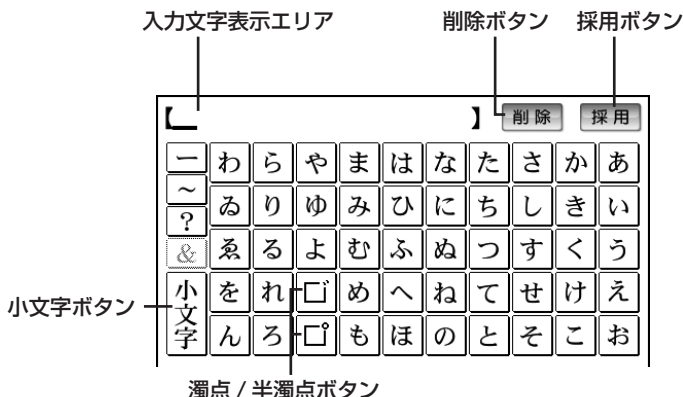 入力文字表示エリア 削除ボタン 採用ボタン
【_ 】 削除 採用
ー わ ら や ま は な た さ か あ
~
ゐ り ゆ み ひ に ち し き い
?
& ゑ る よ む ふ ぬ つ す く う
小文字ボタン 小文字 を れ ゛ め へ ね て せ け え
ん ろ ゜ も ほ の と そ こ お
濁点 / 半濁点ボタン